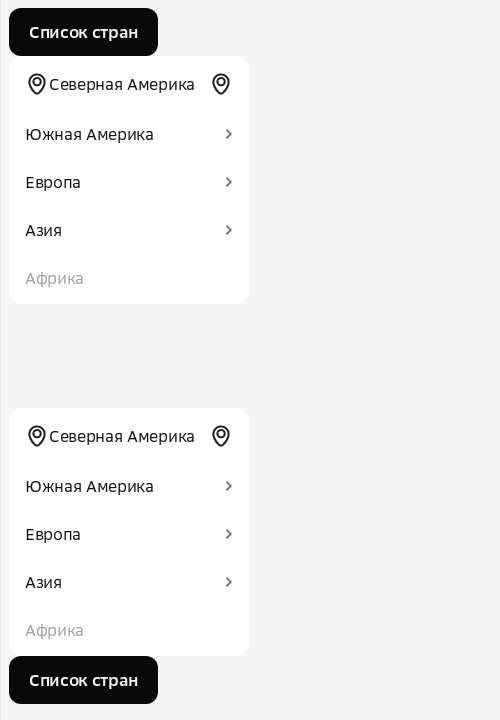 Список стран
Северная Америка
Южная Америка
Европа
Азия
Африка
Северная Америка
Южная Америка
Европа
Азия
Африка
Список стран